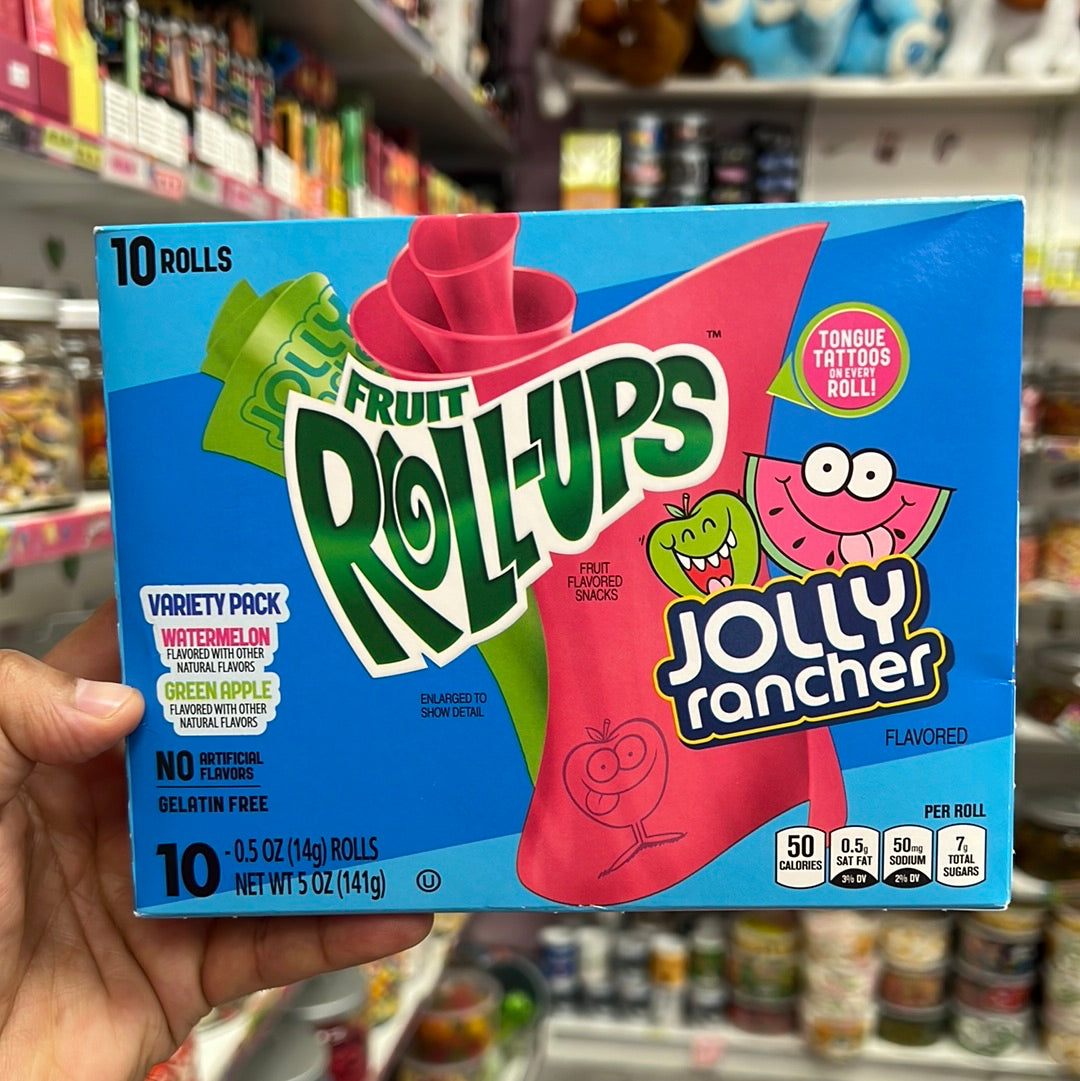 10 ROLLS
JOLLY
FRUIT
ROLL-UPS
TM
TONGUE
TATTOOS
ON EVERY
ROLL!
FRUIT
FLAVORED
SNACKS
JOLLY
rancher
FLAVORED
VARIETY PACK
WATERMELON
FLAVORED WITH OTHER
NATURAL FLAVORS
GREEN APPLE
FLAVORED WITH OTHER
NATURAL FLAVORS
ENLARGED TO
SHOW DETAIL
NO ARTIFICIAL
FLAVORS
GELATIN FREE
10 - 0.5 OZ (14g) ROLLS
NET WT 5 OZ (141g)
U
PER ROLL
50
CALORIES
0.5g
SAT FAT
3% DV
50mg
SODIUM
2% DV
7g
TOTAL
SUGARS